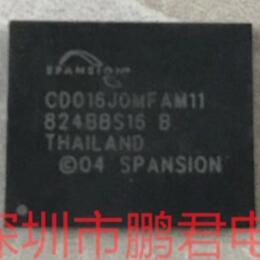 SPANSION
CD016J0MFAM11
824BBS16 B
THAILAND
©04 SPANSION
深圳市鹏君电